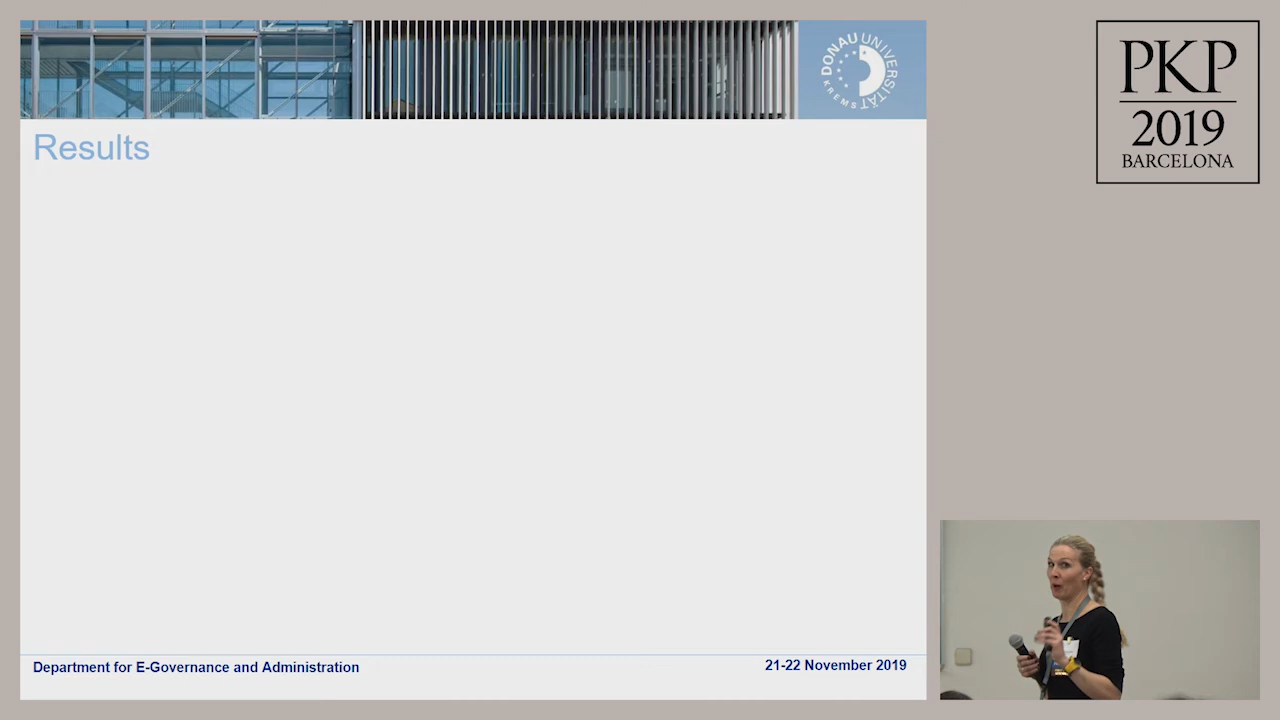 DONAU UNIVERSITÄT
KREMS
Results
Department for E-Governance and Administration
21-22 November 2019
PKP
2019
BARCELONA